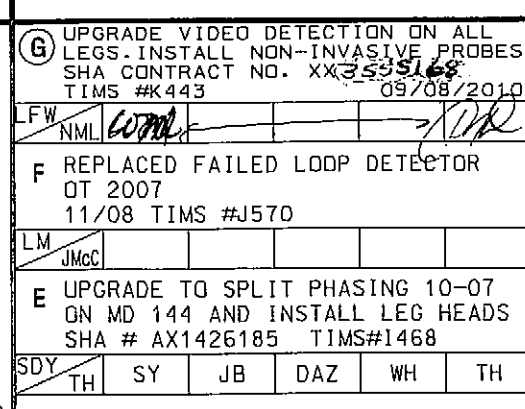 G UPGRADE VIDEO DETECTION ON ALL
LEGS. INSTALL NON-INVASIVE PROBES
SHA CONTRACT NO. XX3535168
TIMS #K443 09/08/2010
LFW NML
F REPLACED FAILED LOOP DETECTOR
OT 2007
11/08 TIMS #J570
LM JMcC
E UPGRADE TO SPLIT PHASING 10-07
ON MD 144 AND INSTALL LEG HEADS
SHA # AX1426185 TIMS#I468
SDY TH SY JB DAZ WH TH